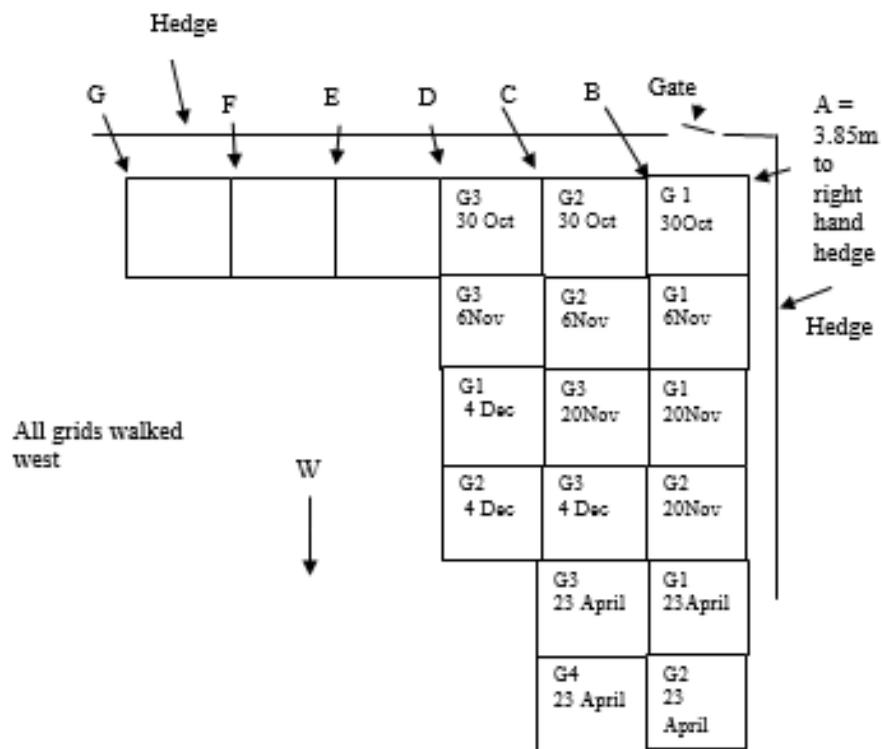 Hedge
G
F
E
D
C
B
Gate
A =
3.85m
to
right
hand
hedge
Hedge
G3
30 Oct
G2
30 Oct
G 1
30Oct
G3
6Nov
G2
6Nov
G1
6Nov
G1
4 Dec
G3
20Nov
G1
20Nov
All grids walked
west
W
G2
4 Dec
G3
4 Dec
G2
20Nov
G3
23 April
G1
23April
G4
23 April
G2
23
April